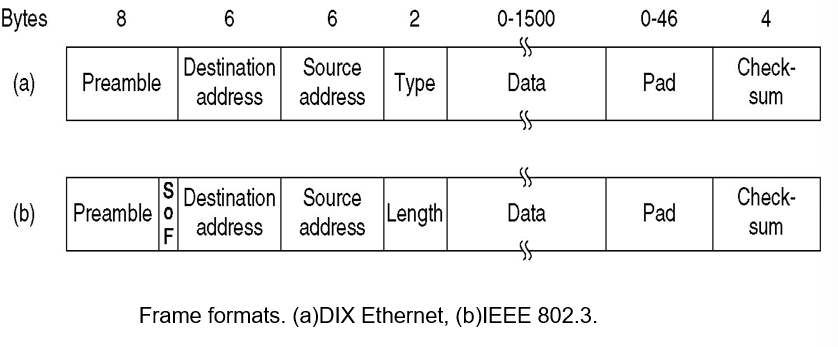 Bytes 8 6 6 2 0-1500 0-46 4
(a) Preamble Destination address Source address Type Data Pad Check-sum
(b) Preamble SoF Destination address Source address Length Data Pad Check-sum
Frame formats. (a)DIX Ethernet, (b)IEEE 802.3.